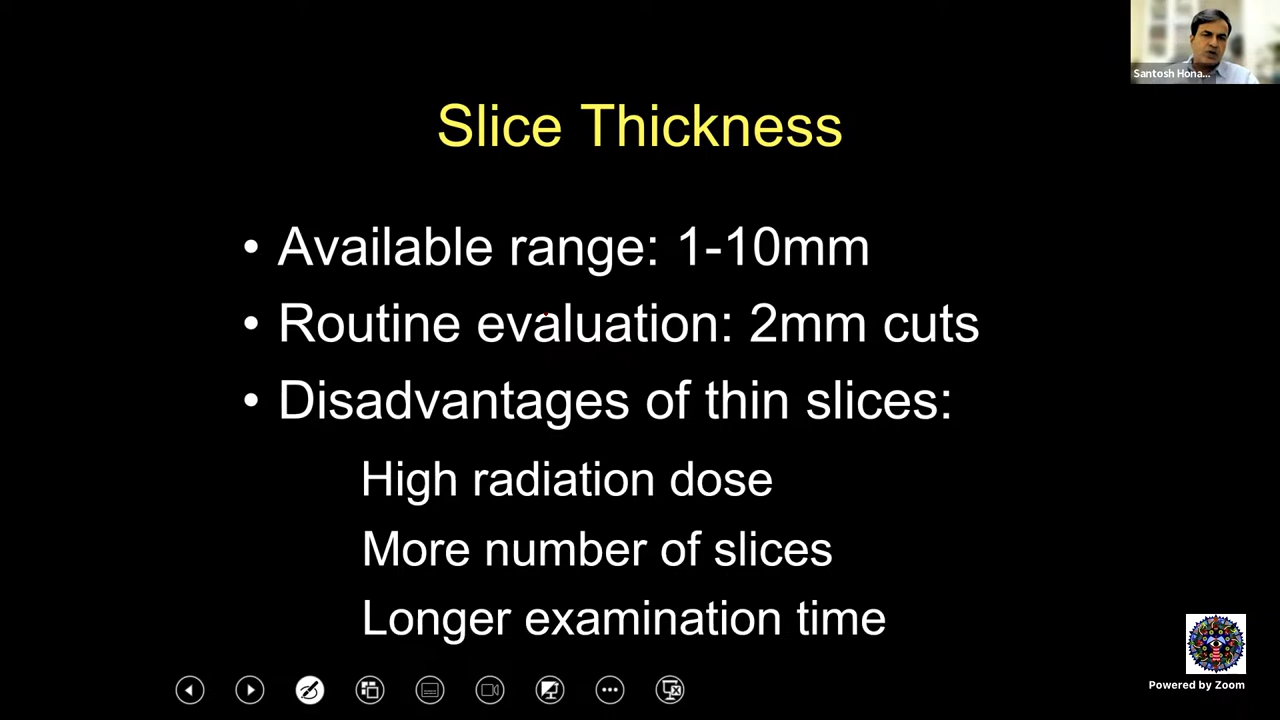 Santosh Hona...
Slice Thickness
• Available range: 1-10mm
• Routine evaluation: 2mm cuts
• Disadvantages of thin slices:
High radiation dose
More number of slices
Longer examination time
Powered by Zoom